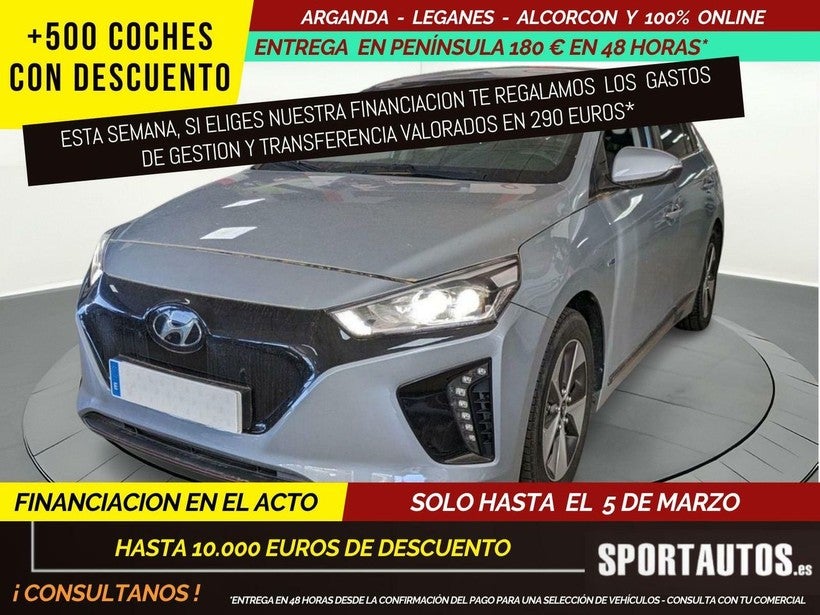 +500 COCHES
CON DESCUENTO
ARGANDA - LEGANES - ALCORCON Y 100% ONLINE
ENTREGA EN PENÍNSULA 180 € EN 48 HORAS*
ESTA SEMANA, SI ELIGES NUESTRA FINANCIACION TE REGALAMOS LOS GASTOS
DE GESTION Y TRANSFERENCIA VALORADOS EN 290 EUROS*
E
FINANCIACION EN EL ACTO
SOLO HASTA EL 5 DE MARZO
HASTA 10.000 EUROS DE DESCUENTO
SPORTAUTOS.es
¡ CONSULTANOS !
*ENTREGA EN 48 HORAS DESDE LA CONFIRMACIÓN DEL PAGO PARA UNA SELECCIÓN DE VEHÍCULOS - CONSULTA CON TU COMERCIAL